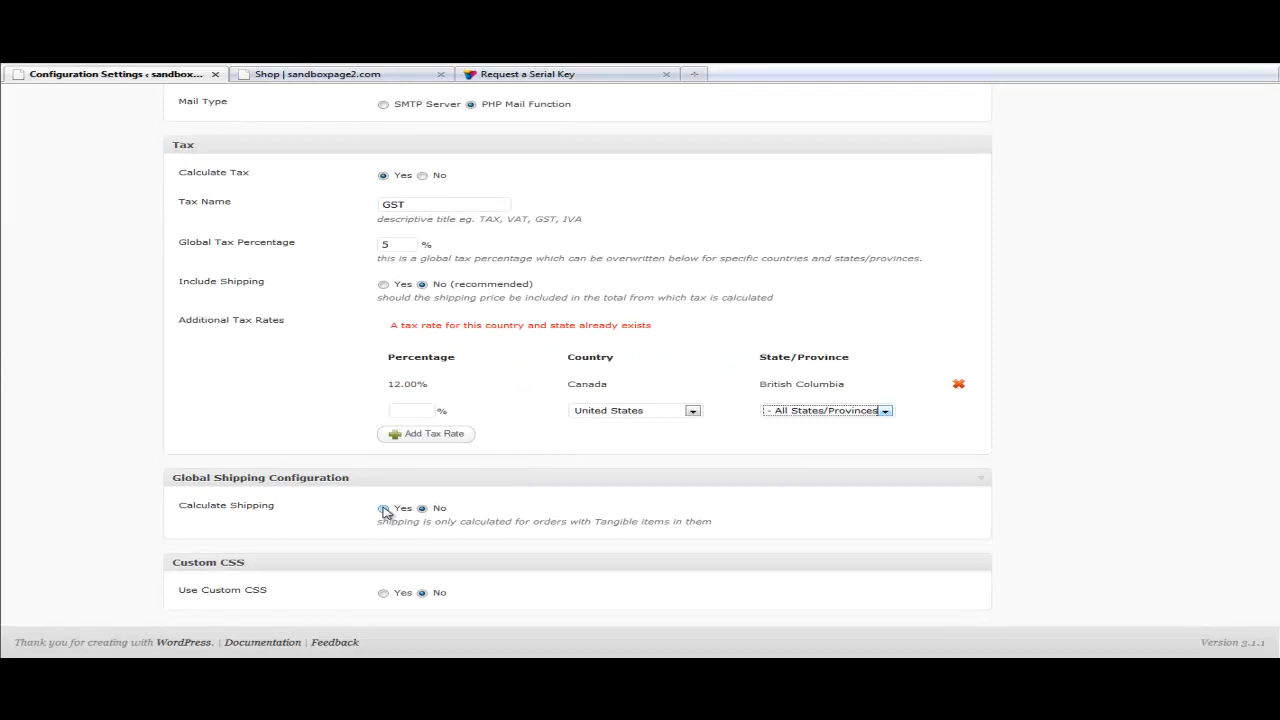 Configuration Settings ‹ sandbox... Shop | sandboxpage2.com Request a Serial Key
Mail Type SMTP Server PHP Mail Function
Tax
Calculate Tax Yes No
Tax Name GST
descriptive title eg. TAX, VAT, GST, IVA
Global Tax Percentage 5 %
this is a global tax percentage which can be overwritten below for specific countries and states/provinces.
Include Shipping Yes No (recommended)
should the shipping price be included in the total from which tax is calculated
Additional Tax Rates A tax rate for this country and state already exists
Percentage Country State/Province
12.00% Canada British Columbia
% United States - All States/Provinces
Add Tax Rate
Global Shipping Configuration
Calculate Shipping Yes No
shipping is only calculated for orders with Tangible items in them
Custom CSS
Use Custom CSS Yes No
Thank you for creating with WordPress. | Documentation | Feedback Version 3.1.1